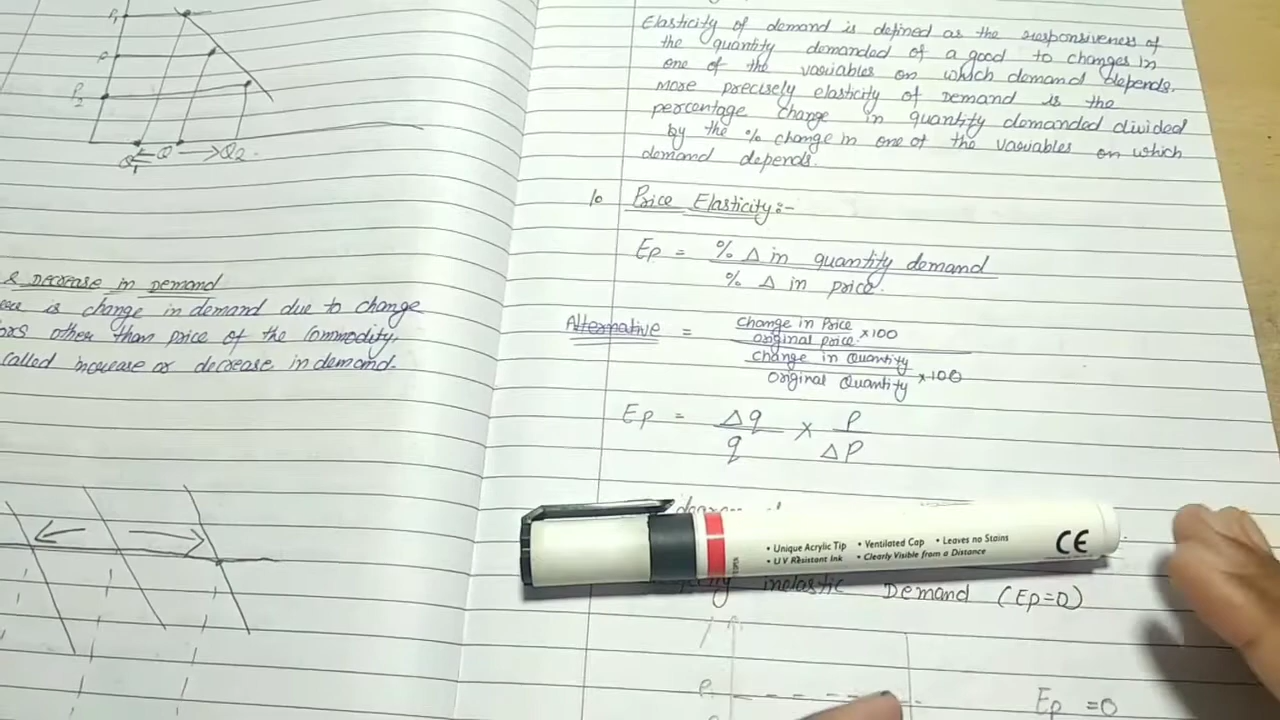 P1
P
P2
Q1 ← Q → Q2
& Decrease in Demand
is change in demand due to change
other than price of the Commodity,
called increase or decrease in demand.
Elasticity of demand is defined as the responsiveness of
the quantity demanded of a good to changes in
one of the variables on which demand depends.
more precisely elasticity of Demand is the
percentage change in quantity demanded divided
by the % change in one of the variables on which
demand depends.
1. Price Elasticity:-
Ep = % Δ in quantity demand
% Δ in price.
Alternative = Change in Price
original price ×100
Change in Quantity
Original Quantity ×100
Ep = Δq × P
q ΔP
• Unique Acrylic Tip • Ventilated Cap • Leaves no Stains
• UV Resistant Ink • Clearly Visible from a Distance
CE
inelastic Demand (Ep=0)
P
Ep =0